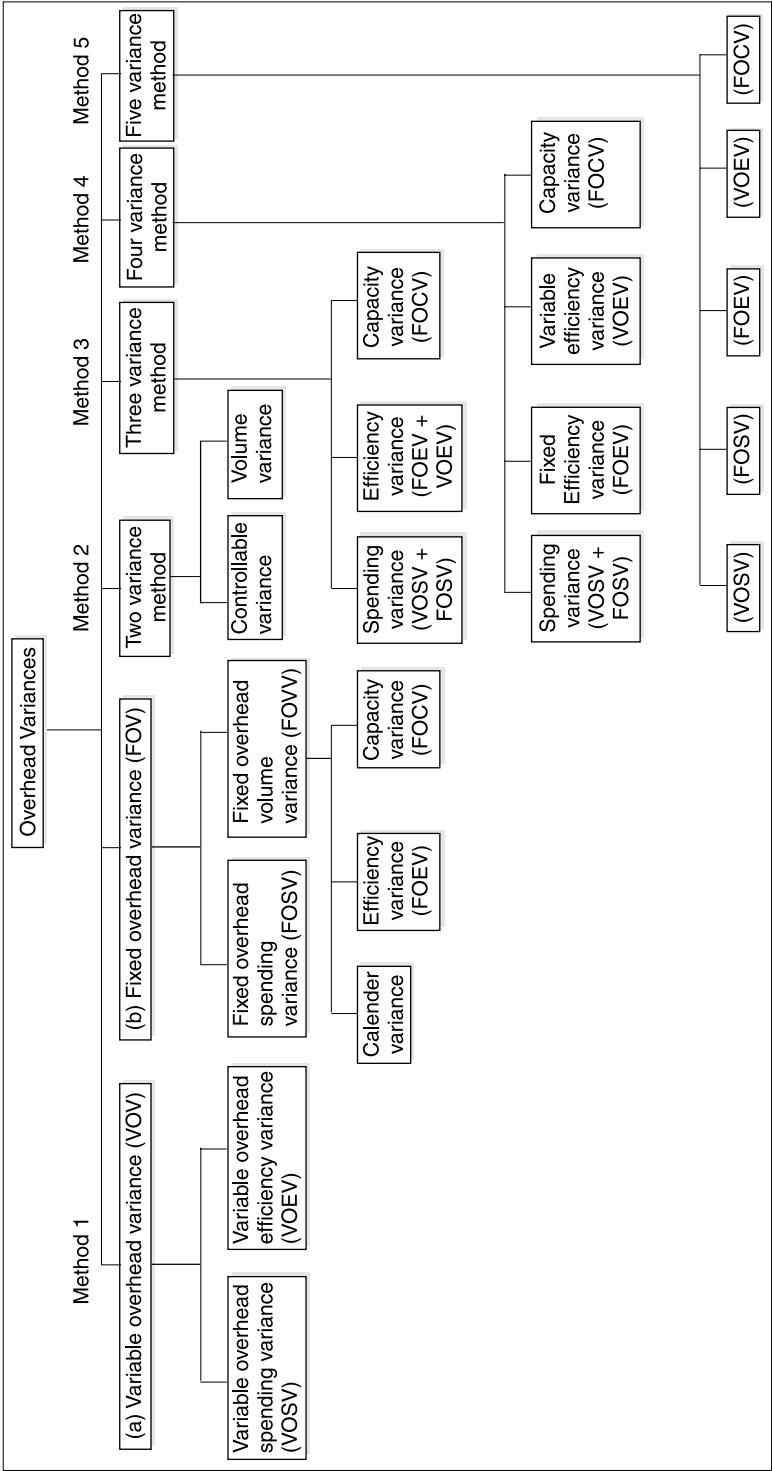 Overhead Variances
Method 1
Method 2
Method 3
Method 4
Method 5
(a) Variable overhead variance (VOV)
(b) Fixed overhead variance (FOV)
Two variance
method
Three variance
method
Four variance
method
Five variance
method
Variable overhead
spending variance
(VOSV)
Variable overhead
efficiency variance
(VOEV)
Fixed overhead
spending
variance (FOSV)
Fixed overhead
volume
variance (FOVV)
Controllable
variance
Volume
variance
Calender
variance
Efficiency
variance
(FOEV)
Capacity
variance
(FOCV)
Spending
variance
(VOSV +
FOSV)
Efficiency
variance
(FOEV +
VOEV)
Capacity
variance
(FOCV)
Spending
variance
(VOSV +
FOSV)
Fixed
Efficiency
variance
(FOEV)
Variable
efficiency
variance
(VOEV)
Capacity
variance
(FOCV)
(VOSV)
(FOSV)
(FOEV)
(VOEV)
(FOCV)